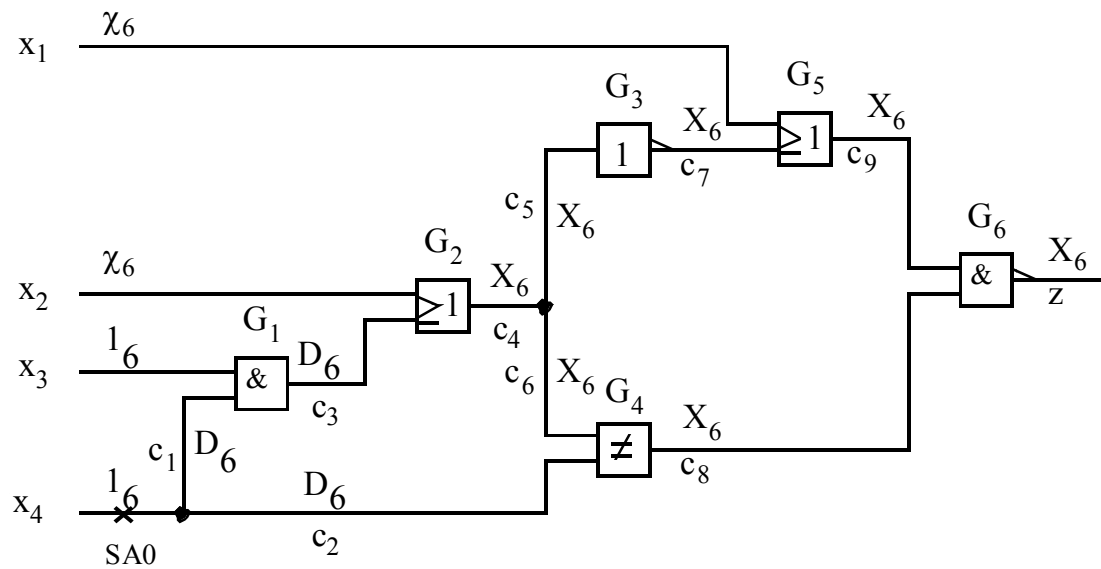 x₁ χ₆
G₃
G₅
1
X₆
c₇
≥1
X₆
c₉
c₅
X₆
G₂
G₆
x₂ χ₆
≥1
X₆
c₄
&
X₆
z
x₃ 1₆
G₁
&
D₆
c₃
c₆
X₆
G₄
≠
X₆
c₈
c₁
D₆
x₄ 1₆
D₆
c₂
SA0